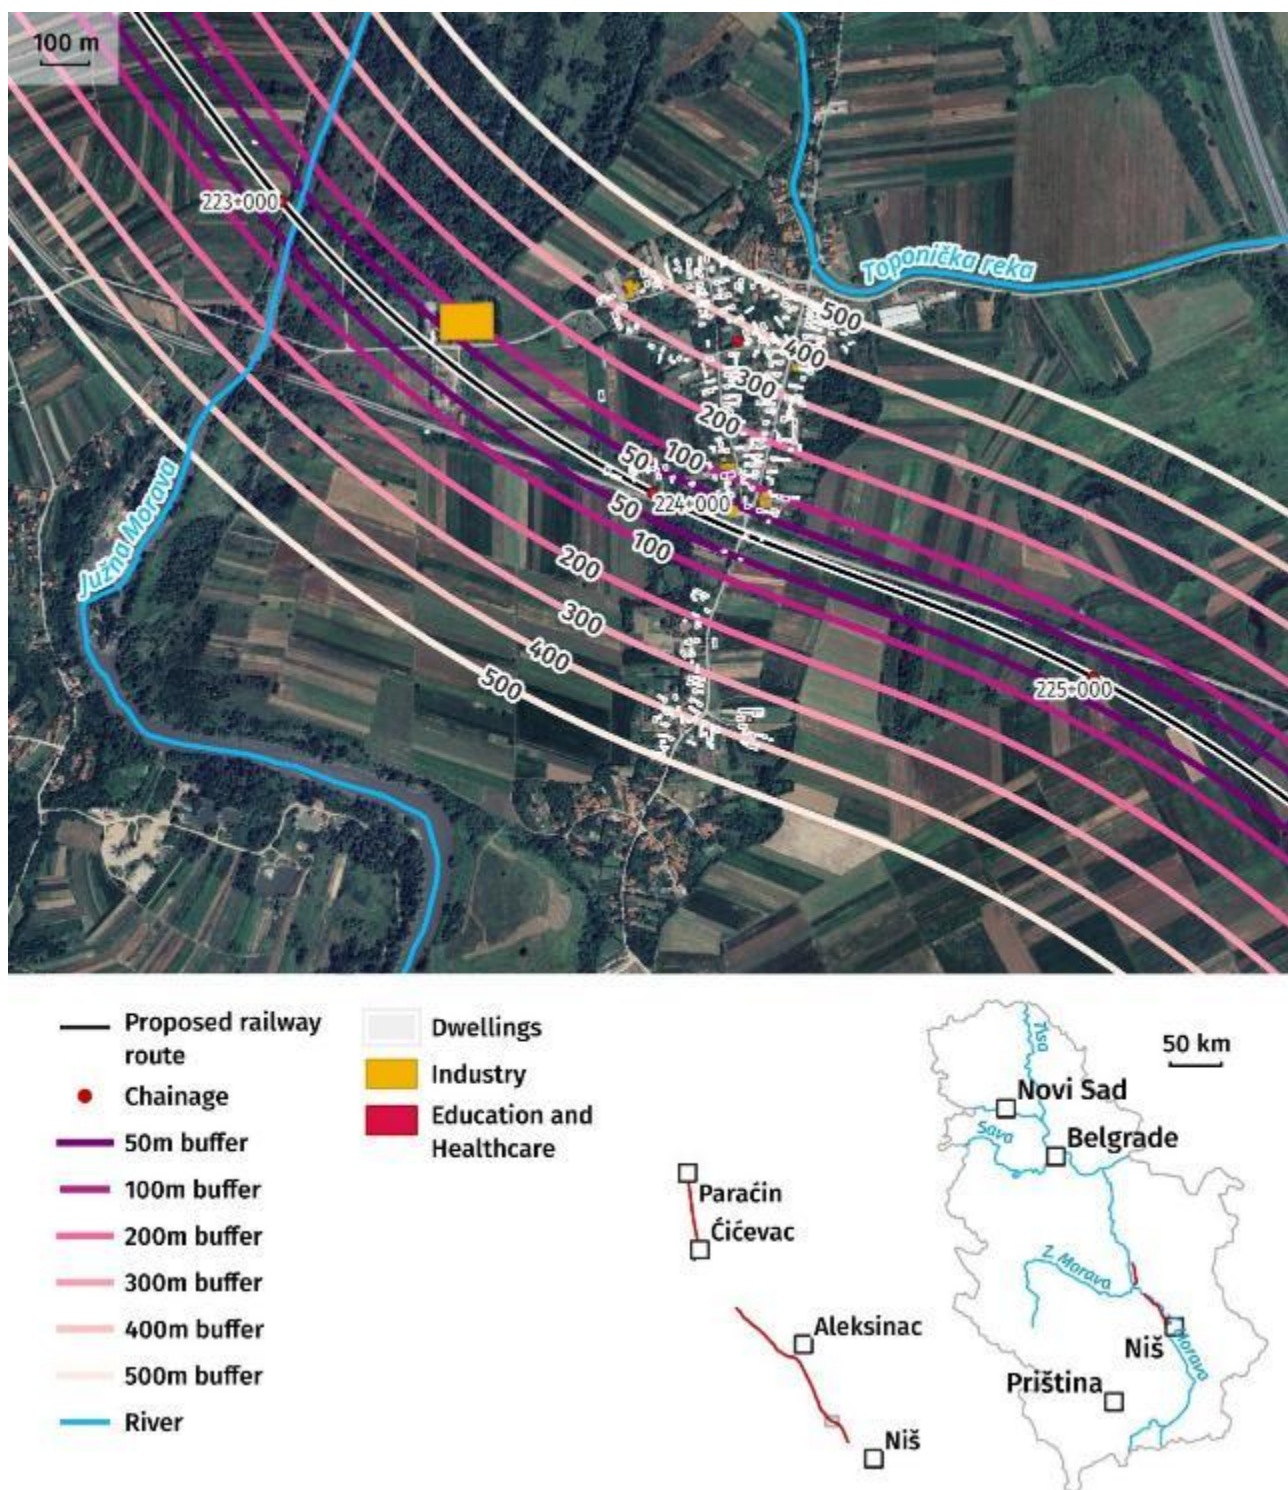 100 m
223+000
Toponička reka
500
400
300
200
100
50
224+000
50
100
200
300
400
500
225+000
Južna Morava
Proposed railway
route
Chainage
50m buffer
100m buffer
200m buffer
300m buffer
400m buffer
500m buffer
River
Dwellings
Industry
Education and
Healthcare
Paraćin
Ćićevac
Aleksinac
Niš
50 km
Tisa
Novi Sad
Sava
Belgrade
Z. Morava
Niš
J. Morava
Priština